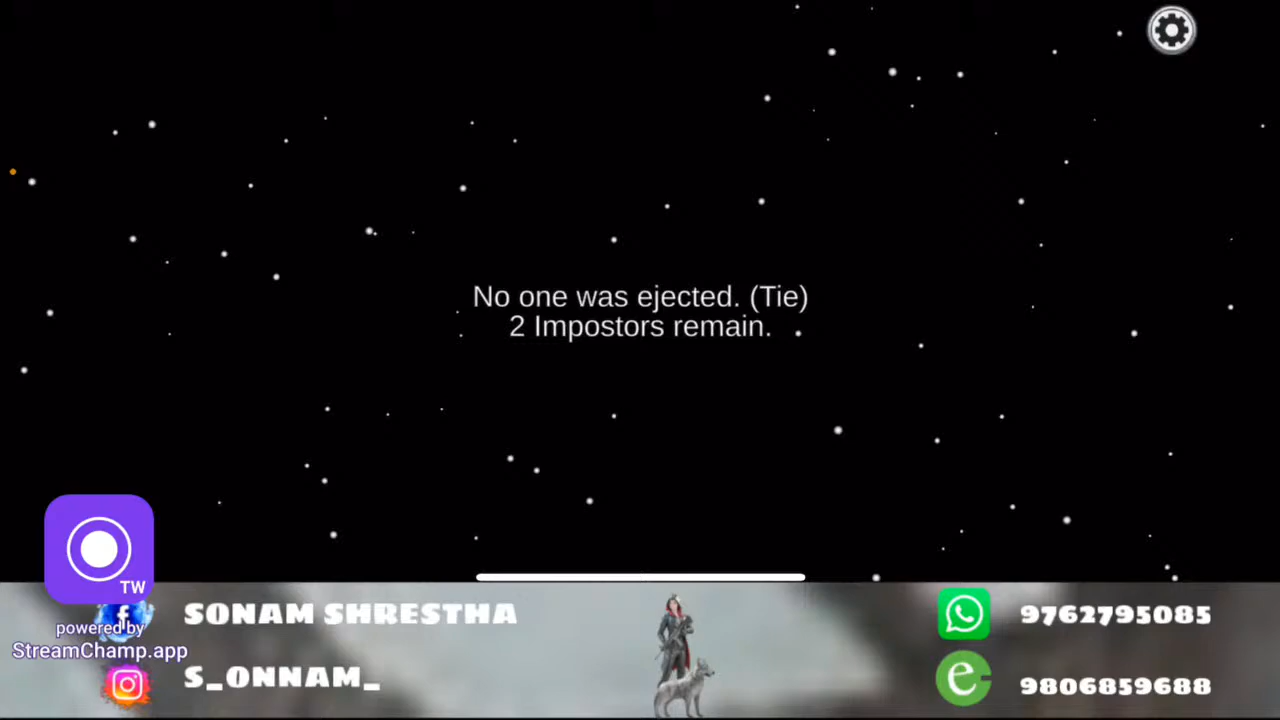 No one was ejected. (Tie)
2 Impostors remain.
TW
powered by
StreamChamp.app
SONAM SHRESTHA
S_ONNAM_
9762795085
9806859688